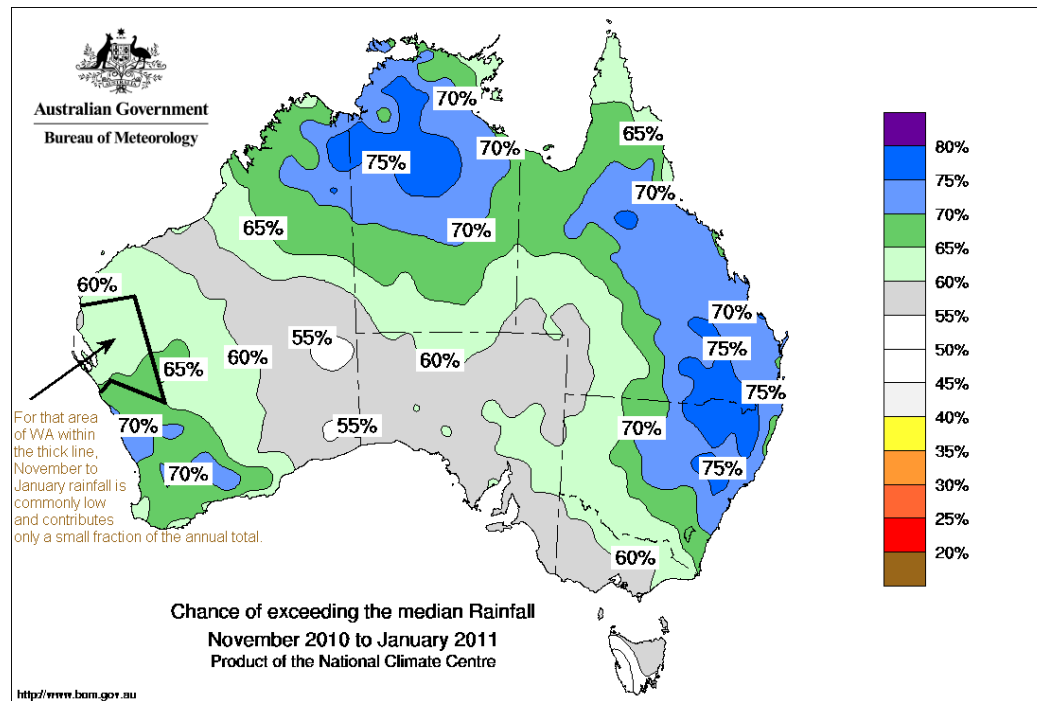 Australian Government
Bureau of Meteorology
70%
65%
70%
75%
70%
70%
65%
70%
60%
55%
60%
60%
70%
75%
65%
75%
55%
70%
70%
70%
75%
60%
80%
75%
70%
65%
60%
55%
50%
45%
40%
35%
30%
25%
20%
For that area
of WA within
the thick line,
November to
January rainfall is
commonly low
and contributes
only a small fraction of the annual total.
Chance of exceeding the median Rainfall
November 2010 to January 2011
Product of the National Climate Centre
http://www.bom.gov.au